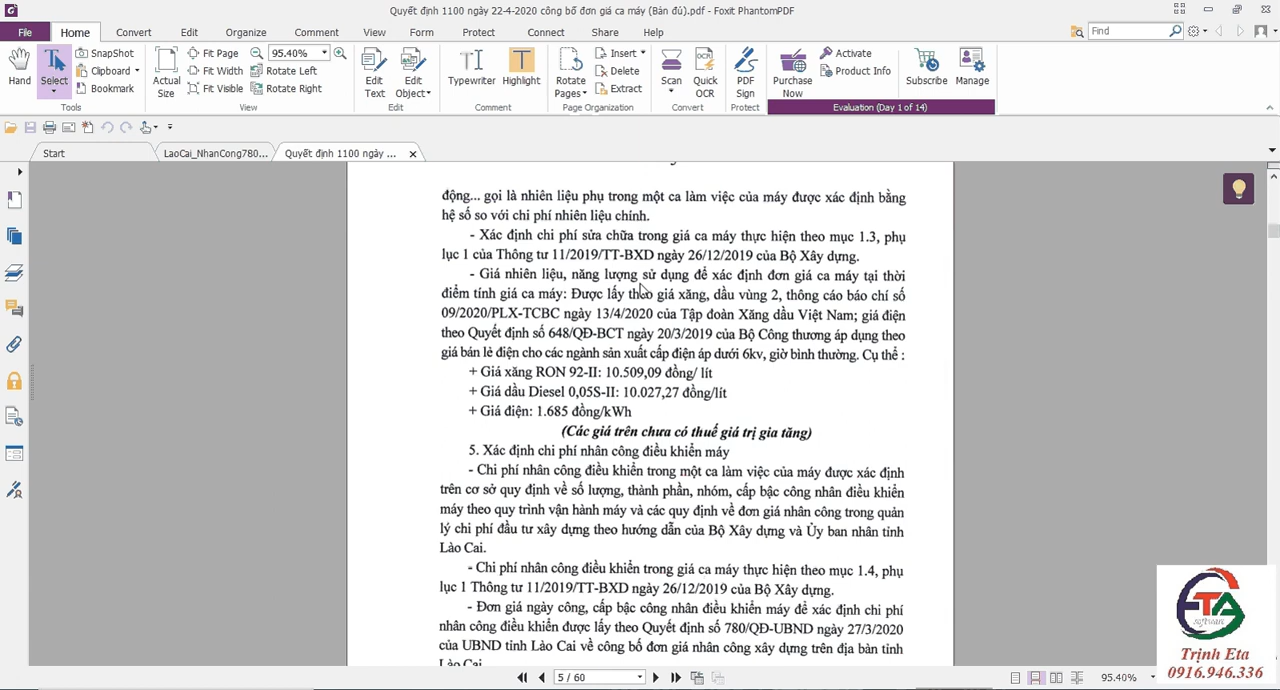 Quyết định 1100 ngày 22-4-2020 công bố đơn giá ca máy (Bản đủ).pdf - Foxit PhantomPDF
File Home Convert Edit Organize Comment View Form Protect Connect Share Help Find
Hand Select SnapShot Clipboard Bookmark Tools
Actual Size Fit Page Fit Width Fit Visible 95.40% Rotate Left Rotate Right View
Edit Text Edit Object Edit
Typewriter Highlight Comment
Rotate Pages Insert Delete Extract Page Organization
Scan Quick OCR Convert
PDF Sign Protect
Purchase Now Activate Product Info Subscribe Manage Evaluation (Day 1 of 14)
Start LaoCai_NhanCong780... Quyết định 1100 ngày ...
động... gọi là nhiên liệu phụ trong một ca làm việc của máy được xác định bằng
hệ số so với chi phí nhiên liệu chính.
- Xác định chi phí sửa chữa trong giá ca máy thực hiện theo mục 1.3, phụ
lục 1 của Thông tư 11/2019/TT-BXD ngày 26/12/2019 của Bộ Xây dựng.
- Giá nhiên liệu, năng lượng sử dụng để xác định đơn giá ca máy tại thời
điểm tính giá ca máy: Được lấy theo giá xăng, dầu vùng 2, thông cáo báo chí số
09/2020/PLX-TCBC ngày 13/4/2020 của Tập đoàn Xăng dầu Việt Nam; giá điện
theo Quyết định số 648/QĐ-BCT ngày 20/3/2019 của Bộ Công thương áp dụng theo
giá bán lẻ điện cho các ngành sản xuất cấp điện áp dưới 6kv, giờ bình thường. Cụ thể :
+ Giá xăng RON 92-II: 10.509,09 đồng/ lít
+ Giá dầu Diesel 0,05S-II: 10.027,27 đồng/lít
+ Giá điện: 1.685 đồng/kWh
(Các giá trên chưa có thuế giá trị gia tăng)
5. Xác định chi phí nhân công điều khiển máy
- Chi phí nhân công điều khiển trong một ca làm việc của máy được xác định
trên cơ sở quy định về số lượng, thành phần, nhóm, cấp bậc công nhân điều khiển
máy theo quy trình vận hành máy và các quy định về đơn giá nhân công trong quản
lý chi phí đầu tư xây dựng theo hướng dẫn của Bộ Xây dựng và Ủy ban nhân tỉnh
Lào Cai.
- Chi phí nhân công điều khiển trong giá ca máy thực hiện theo mục 1.4, phụ
lục 1 Thông tư 11/2019/TT-BXD ngày 26/12/2019 của Bộ Xây dựng.
- Đơn giá ngày công, cấp bậc công nhân điều khiển máy để xác định chi phí
nhân công điều khiển được lấy theo Quyết định số 780/QĐ-UBND ngày 27/3/2020
của UBND tỉnh Lào Cai về công bố đơn giá nhân công xây dựng trên địa bàn tỉnh
Lào Cai.
ETA
software
Trịnh Eta
0916.946.336
5 / 60
95.40%